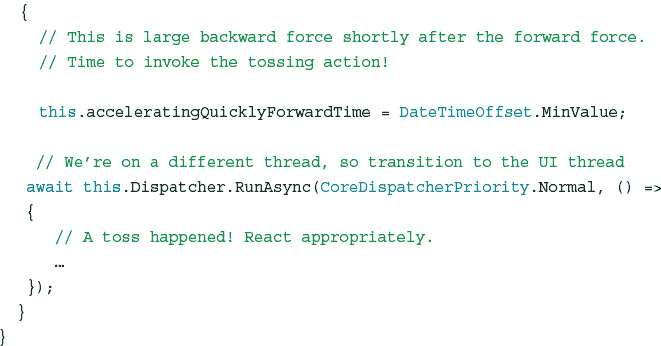 {
// This is large backward force shortly after the forward force.
// Time to invoke the tossing action!
this.acceleratingQuicklyForwardTime = DateTimeOffset.MinValue;
// We’re on a different thread, so transition to the UI thread
await this.Dispatcher.RunAsync(CoreDispatcherPriority.Normal, () =>
{
// A toss happened! React appropriately.
…
});
}
}